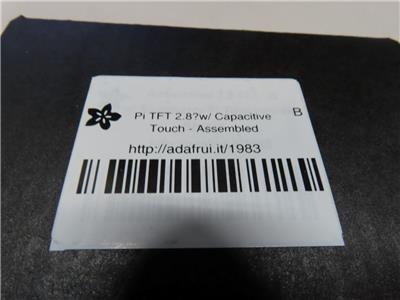 Pi TFT 2.8?w/ Capacitive
Touch - Assembled
B
http://adafrui.it/1983